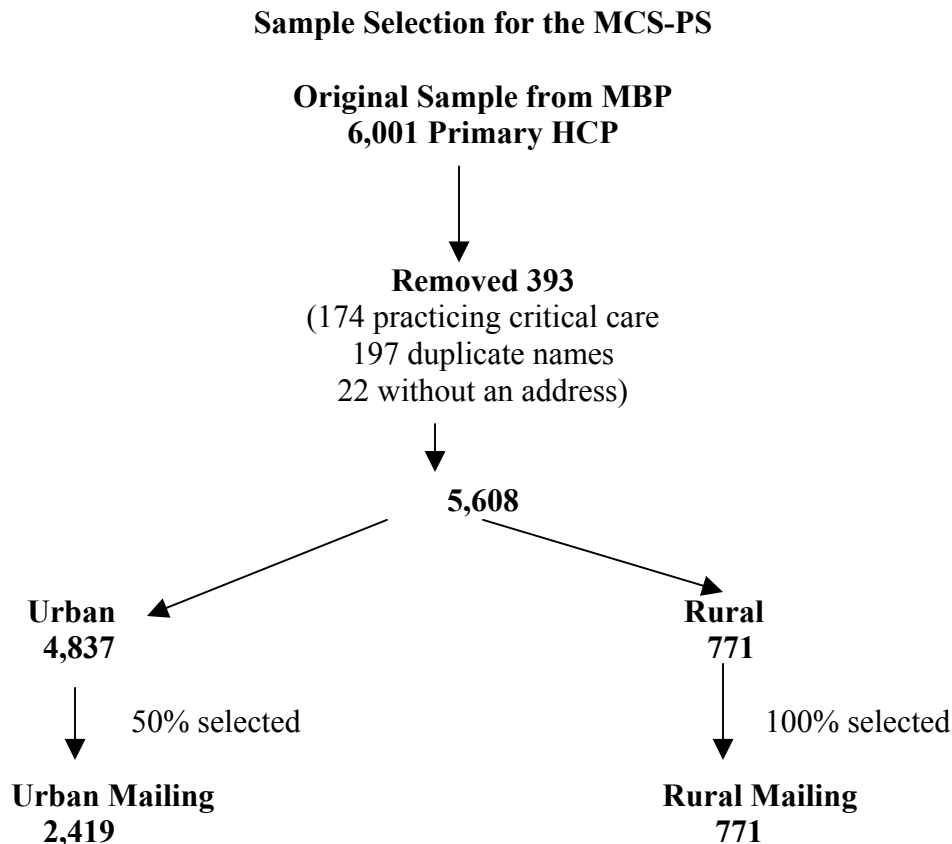 Sample Selection for the MCS-PS
Original Sample from MBP
6,001 Primary HCP
Removed 393
(174 practicing critical care
197 duplicate names
22 without an address)
5,608
Urban
4,837
Rural
771
50% selected
100% selected
Urban Mailing
2,419
Rural Mailing
771